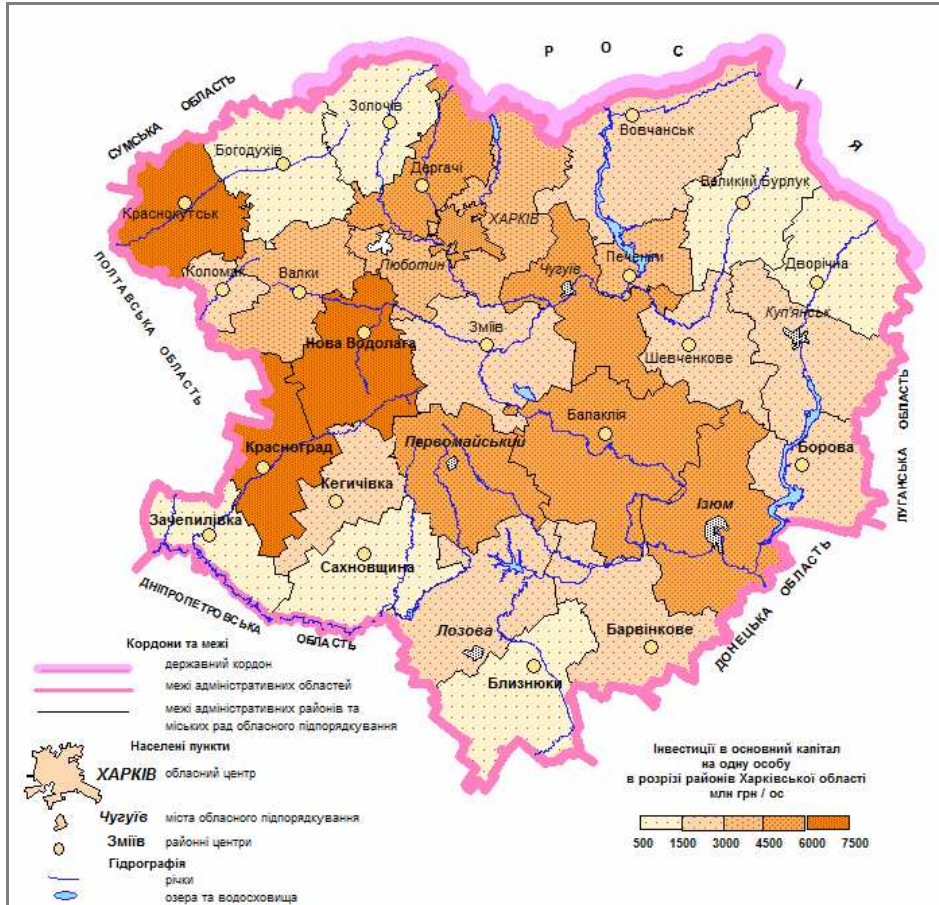 Р О С І Я
СУМСЬКА ОБЛАСТЬ
Золочів
Вовчанськ
Богодухів
Дергачі
Великий Бурлук
Краснокутськ
ХАРКІВ
Люботин
Печеніги
Дворічна
Чугуїв
Коломак
Валки
ПОЛТАВСЬКА ОБЛАСТЬ
Куп'янськ
Зміїв
Нова Водолага
Шевченкове
ЛУГАНСЬКА ОБЛАСТЬ
Балаклія
Первомайський
Борова
Красноград
Кегичівка
Ізюм
Зачепилівка
Сахновщина
ДОНЕЦЬКА ОБЛАСТЬ
ДНІПРОПЕТРОВСЬКА ОБЛАСТЬ
Лозова
Барвінкове
Близнюки
Кордони та межі
державний кордон
межі адміністративних областей
межі адміністративних районів та
міських рад обласного підпорядкування
Населені пункти
ХАРКІВ обласний центр
Чугуїв міста обласного підпорядкування
Зміїв районні центри
Гідрографія
річки
озера та водосховища
Інвестиції в основний капітал
на одну особу
в розрізі районів Харківської області
млн грн / ос
500 1500 3000 4500 6000 7500